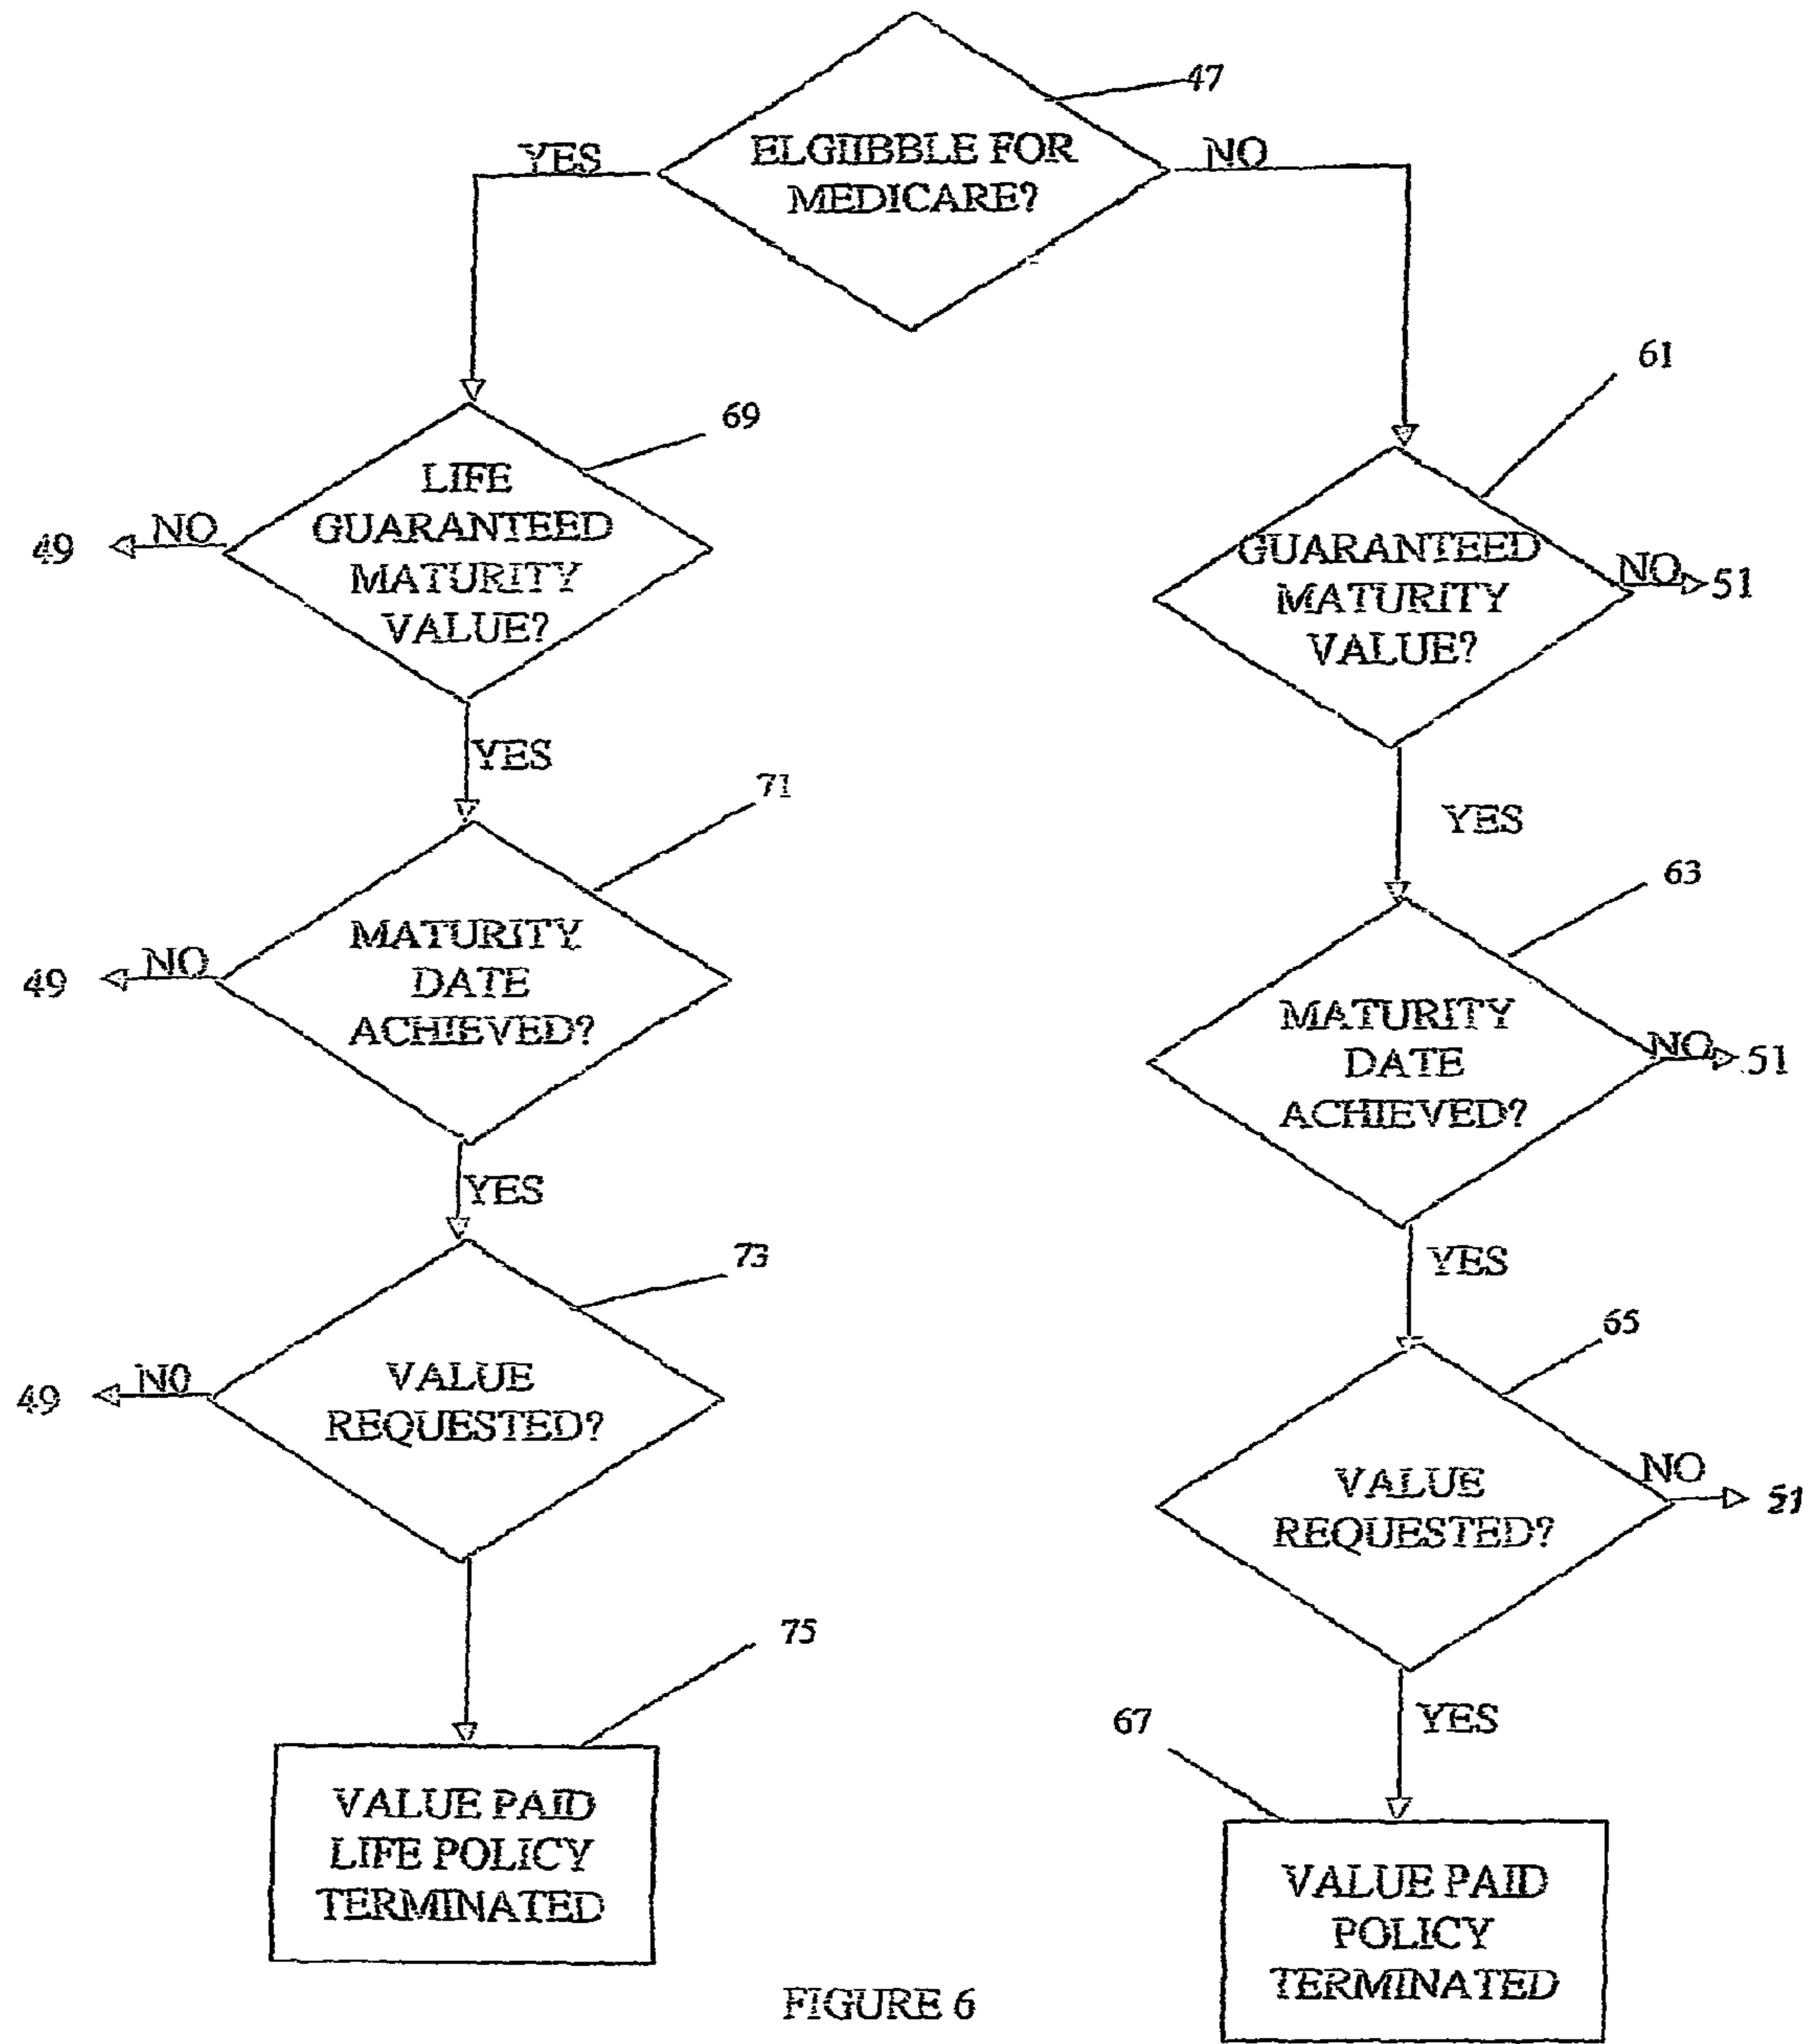 47
YES
ELGIIBBLE FOR
MEDICARE?
NO
69
LIFE
GUARANTEED
MATURITY
VALUE?
NO
49
YES
71
MATURITY
DATE
ACHIEVED?
NO
49
YES
73
VALUE
REQUESTED?
N0
49
75
VALUE PAID
LIFE POLICY
TERMINATED
61
GUARANTEED
MATURITY
VALUE?
NO
51
YES
63
MATURITY
DATE
ACHIEVED?
NO
51
YES
65
VALUE
REQUESTED?
NO
51
YES
67
VALUE PAID
POLICY
TERMINATED
FIGURE 6